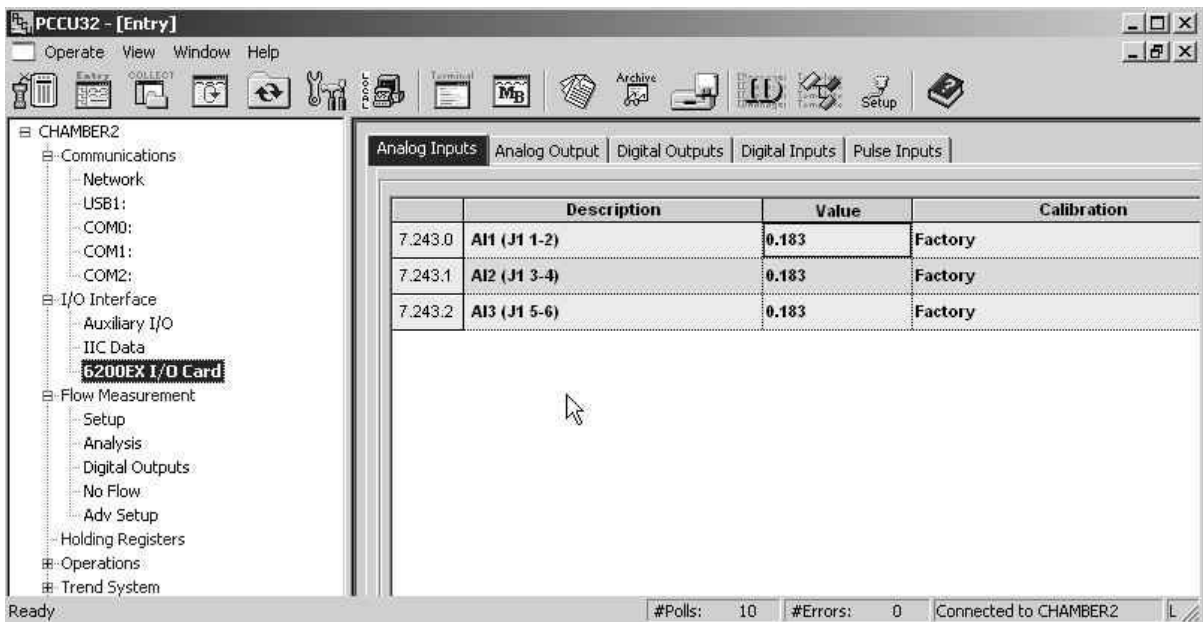 PCCU32 - [Entry]
Operate View Window Help
Entry COLLECT LOCAL Terminal MB Archive ID Setup
CHAMBER2
Communications
Network
USB1:
COM0:
COM1:
COM2:
I/O Interface
Auxiliary I/O
IIC Data
6200EX I/O Card
Flow Measurement
Setup
Analysis
Digital Outputs
No Flow
Adv Setup
Holding Registers
Operations
Trend System
Analog Inputs Analog Output Digital Outputs Digital Inputs Pulse Inputs
Description Value Calibration
7.243.0 AI1 (J1 1-2) 0.183 Factory
7.243.1 AI2 (J1 3-4) 0.183 Factory
7.243.2 AI3 (J1 5-6) 0.183 Factory
Ready #Polls: 10 #Errors: 0 Connected to CHAMBER2 L